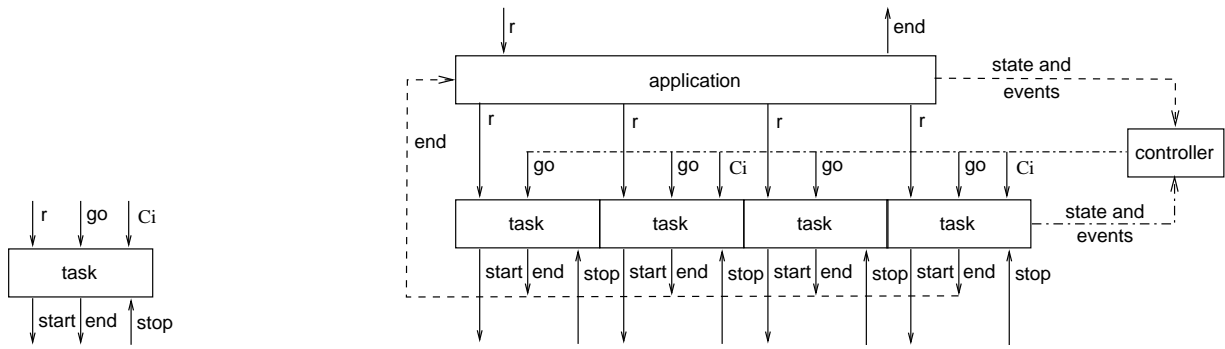 r go Ci
task
start end stop
r end
application
state and
events
r r r r
end
go go Ci go go Ci
controller
task task task task
state and
events
start end stop start end stop start end stop start end stop